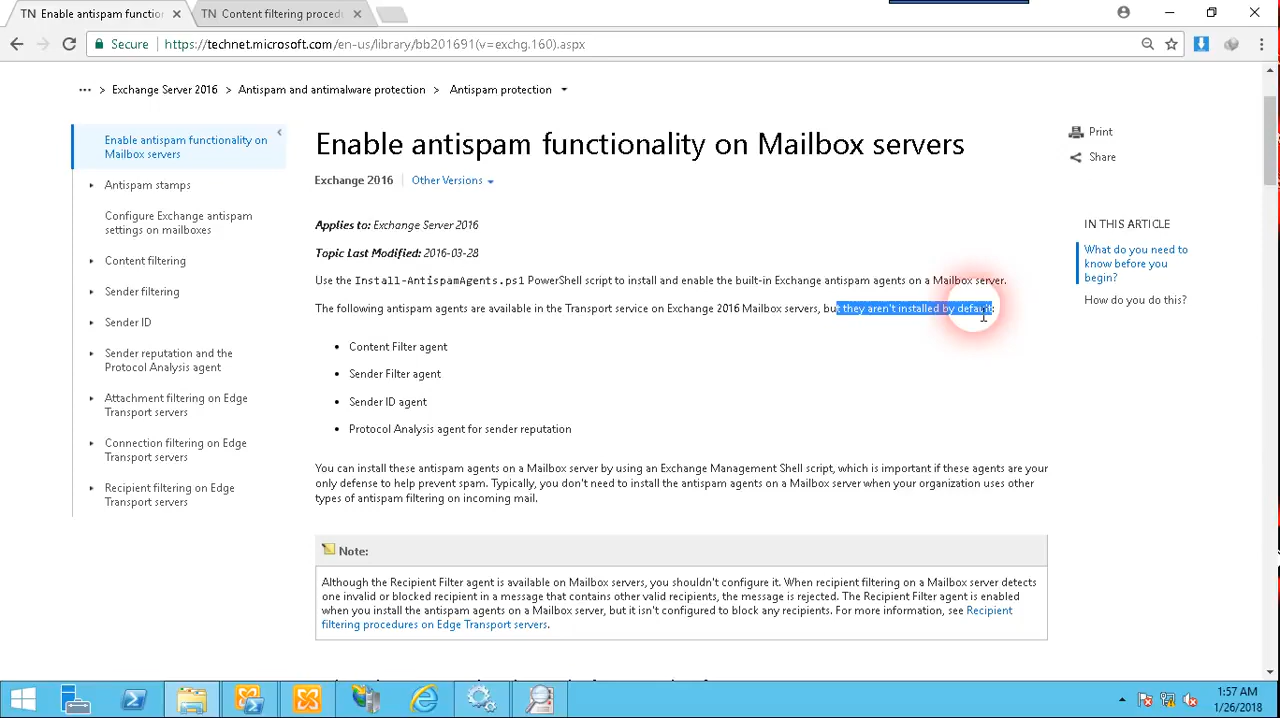 TN Enable antispam functio
TN Content filtering proced
Secure
https://technet.microsoft.com/en-us/library/bb201691(v=exchg.160).aspx
··· > Exchange Server 2016 > Antispam and antimalware protection > Antispam protection
Enable antispam functionality on
Mailbox servers
Antispam stamps
Configure Exchange antispam
settings on mailboxes
Content filtering
Sender filtering
Sender ID
Sender reputation and the
Protocol Analysis agent
Attachment filtering on Edge
Transport servers
Connection filtering on Edge
Transport servers
Recipient filtering on Edge
Transport servers
Enable antispam functionality on Mailbox servers
Exchange 2016 Other Versions
Applies to: Exchange Server 2016
Topic Last Modified: 2016-03-28
Use the Install-AntispamAgents.ps1 PowerShell script to install and enable the built-in Exchange antispam agents on a Mailbox server.
The following antispam agents are available in the Transport service on Exchange 2016 Mailbox servers, but they aren't installed by default:
• Content Filter agent
• Sender Filter agent
• Sender ID agent
• Protocol Analysis agent for sender reputation
You can install these antispam agents on a Mailbox server by using an Exchange Management Shell script, which is important if these agents are your
only defense to help prevent spam. Typically, you don't need to install the antispam agents on a Mailbox server when your organization uses other
types of antispam filtering on incoming mail.
Note:
Although the Recipient Filter agent is available on Mailbox servers, you shouldn't configure it. When recipient filtering on a Mailbox server detects
one invalid or blocked recipient in a message that contains other valid recipients, the message is rejected. The Recipient Filter agent is enabled
when you install the antispam agents on a Mailbox server, but it isn't configured to block any recipients. For more information, see Recipient
filtering procedures on Edge Transport servers.
Print
Share
IN THIS ARTICLE
What do you need to
know before you
begin?
How do you do this?
1:57 AM
1/26/2018